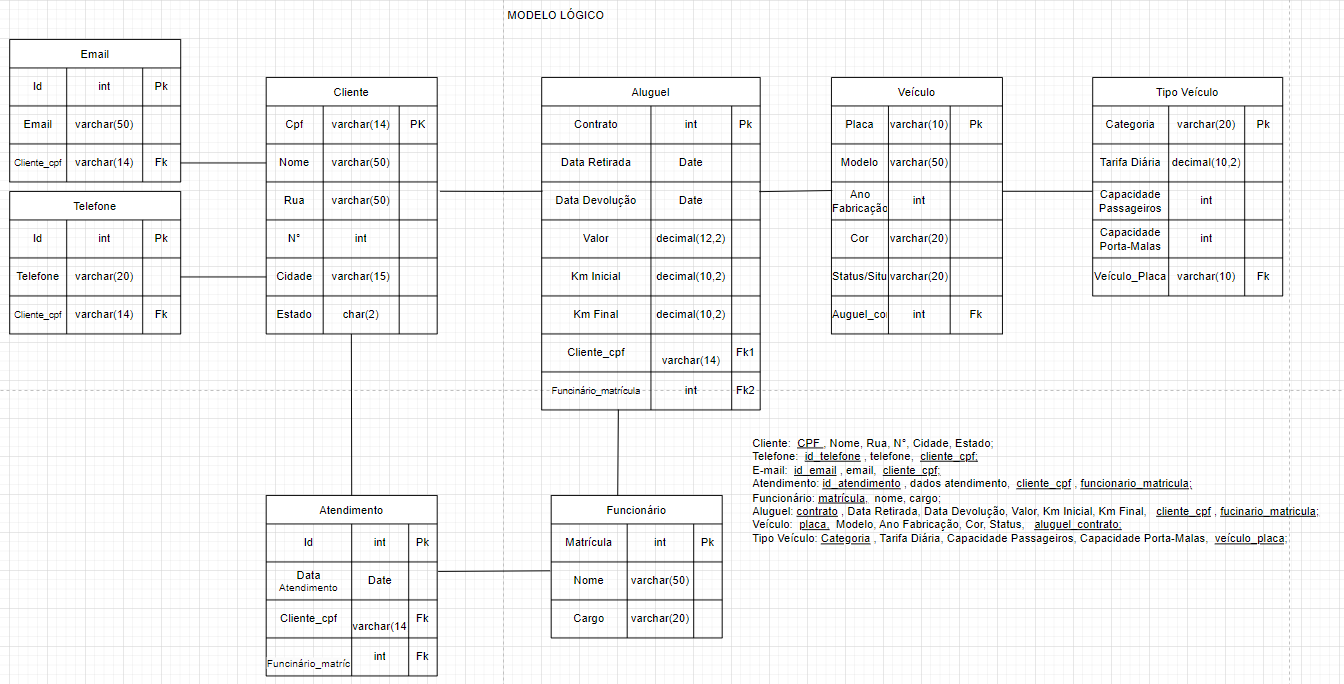 MODELO LÓGICO
Email
Id int Pk
Email varchar(50)
Cliente_cpf varchar(14) Fk
Telefone
Id int Pk
Telefone varchar(20)
Cliente_cpf varchar(14) Fk
Cliente
Cpf varchar(14) PK
Nome varchar(50)
Rua varchar(50)
N° int
Cidade varchar(15)
Estado char(2)
Aluguel
Contrato int Pk
Data Retirada Date
Data Devolução Date
Valor decimal(12,2)
Km Inicial decimal(10,2)
Km Final decimal(10,2)
Cliente_cpf varchar(14) Fk1
Funcinário_matrícula int Fk2
Veículo
Placa varchar(10) Pk
Modelo varchar(50)
Ano
Fabricação int
Cor varchar(20)
Status/Situ varchar(20)
Auguel_co int Fk
Tipo Veículo
Categoria varchar(20) Pk
Tarifa Diária decimal(10,2)
Capacidade
Passageiros int
Capacidade
Porta-Malas int
Veículo_Placa varchar(10) Fk
Atendimento
Id int Pk
Data
Atendimento Date
Cliente_cpf varchar(14 Fk
Funcinário_matríc int Fk
Funcionário
Matrícula int Pk
Nome varchar(50)
Cargo varchar(20)
Cliente: CPF , Nome, Rua, N°, Cidade, Estado;
Telefone: id_telefone , telefone, cliente_cpf;
E-mail: id_email , email, cliente_cpf;
Atendimento: id_atendimento , dados atendimento, cliente_cpf , funcionario_matricula;
Funcionário: matrícula, nome, cargo;
Aluguel: contrato , Data Retirada, Data Devolução, Valor, Km Inicial, Km Final, cliente_cpf , fucinario_matricula;
Veículo: placa, Modelo, Ano Fabricação, Cor, Status, aluguel_contrato;
Tipo Veículo: Categoria , Tarifa Diária, Capacidade Passageiros, Capacidade Porta-Malas, veículo_placa;